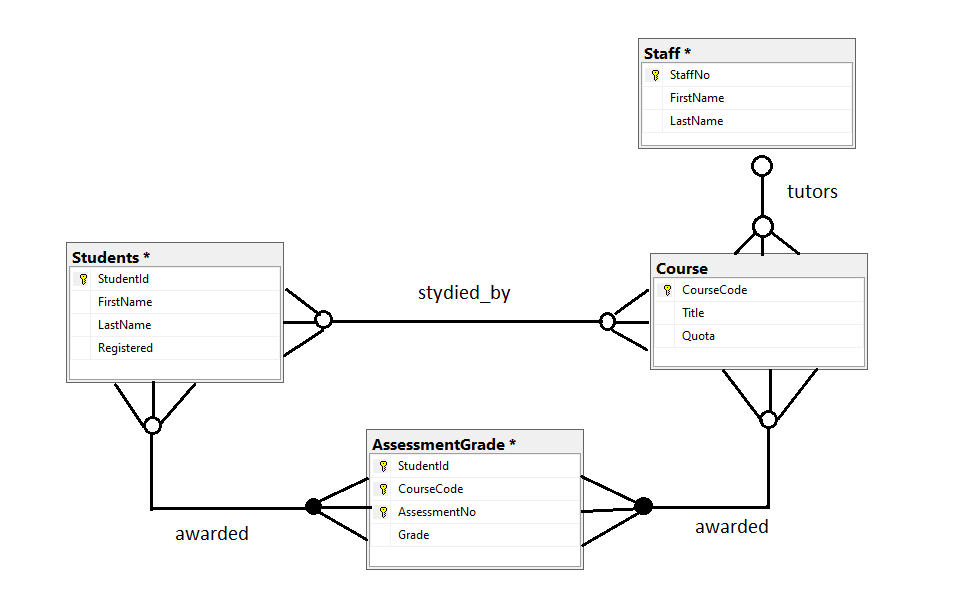 Staff *
StaffNo
FirstName
LastName
tutors
Students *
StudentId
FirstName
LastName
Registered
stydied_by
Course
CourseCode
Title
Quota
AssessmentGrade *
StudentId
CourseCode
AssessmentNo
Grade
awarded
awarded